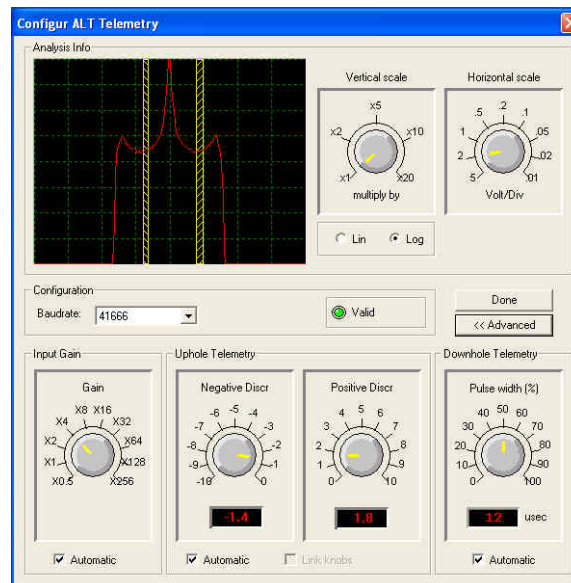 Configur ALT Telemetry
Analysis Info
Vertical scale
x1
x2
x5
x10
x20
multiply by
Horizontal scale
5
2
1
.5
.2
.1
.05
.02
.01
Volt/Div
Lin
Log
Configuration
Baudrate:
41666
Valid
Done
<< Advanced
Input Gain
Gain
X0.5
X1
X2
X4
X8
X16
X32
X64
X128
X256
Automatic
Uphole Telemetry
Negative Discr
-10
-9
-8
-7
-6
-5
-4
-3
-2
-1
0
-1.4
Automatic
Positive Discr
0
1
2
3
4
5
6
7
8
9
10
1.8
Link knobs
Downhole Telemetry
Pulse width (%)
0
10
20
30
40
50
60
70
80
90
100
12 usec
Automatic